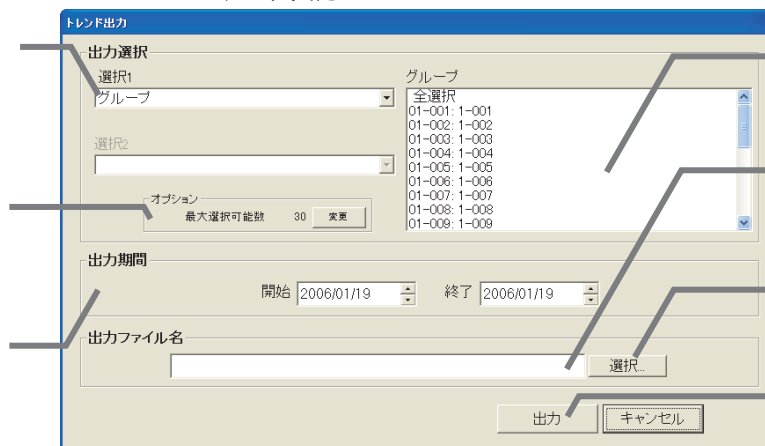 トレンド出力
出力選択
選択1
グループ
選択2
オプション
最大選択可能数 30 変更
グループ
全選択
01-001: 1-001
01-002: 1-002
01-003: 1-003
01-004: 1-004
01-005: 1-005
01-006: 1-006
01-007: 1-007
01-008: 1-008
01-009: 1-009
出力期間
開始 2006/01/19 終了 2006/01/19
出力ファイル名
選択...
出力 キャンセル